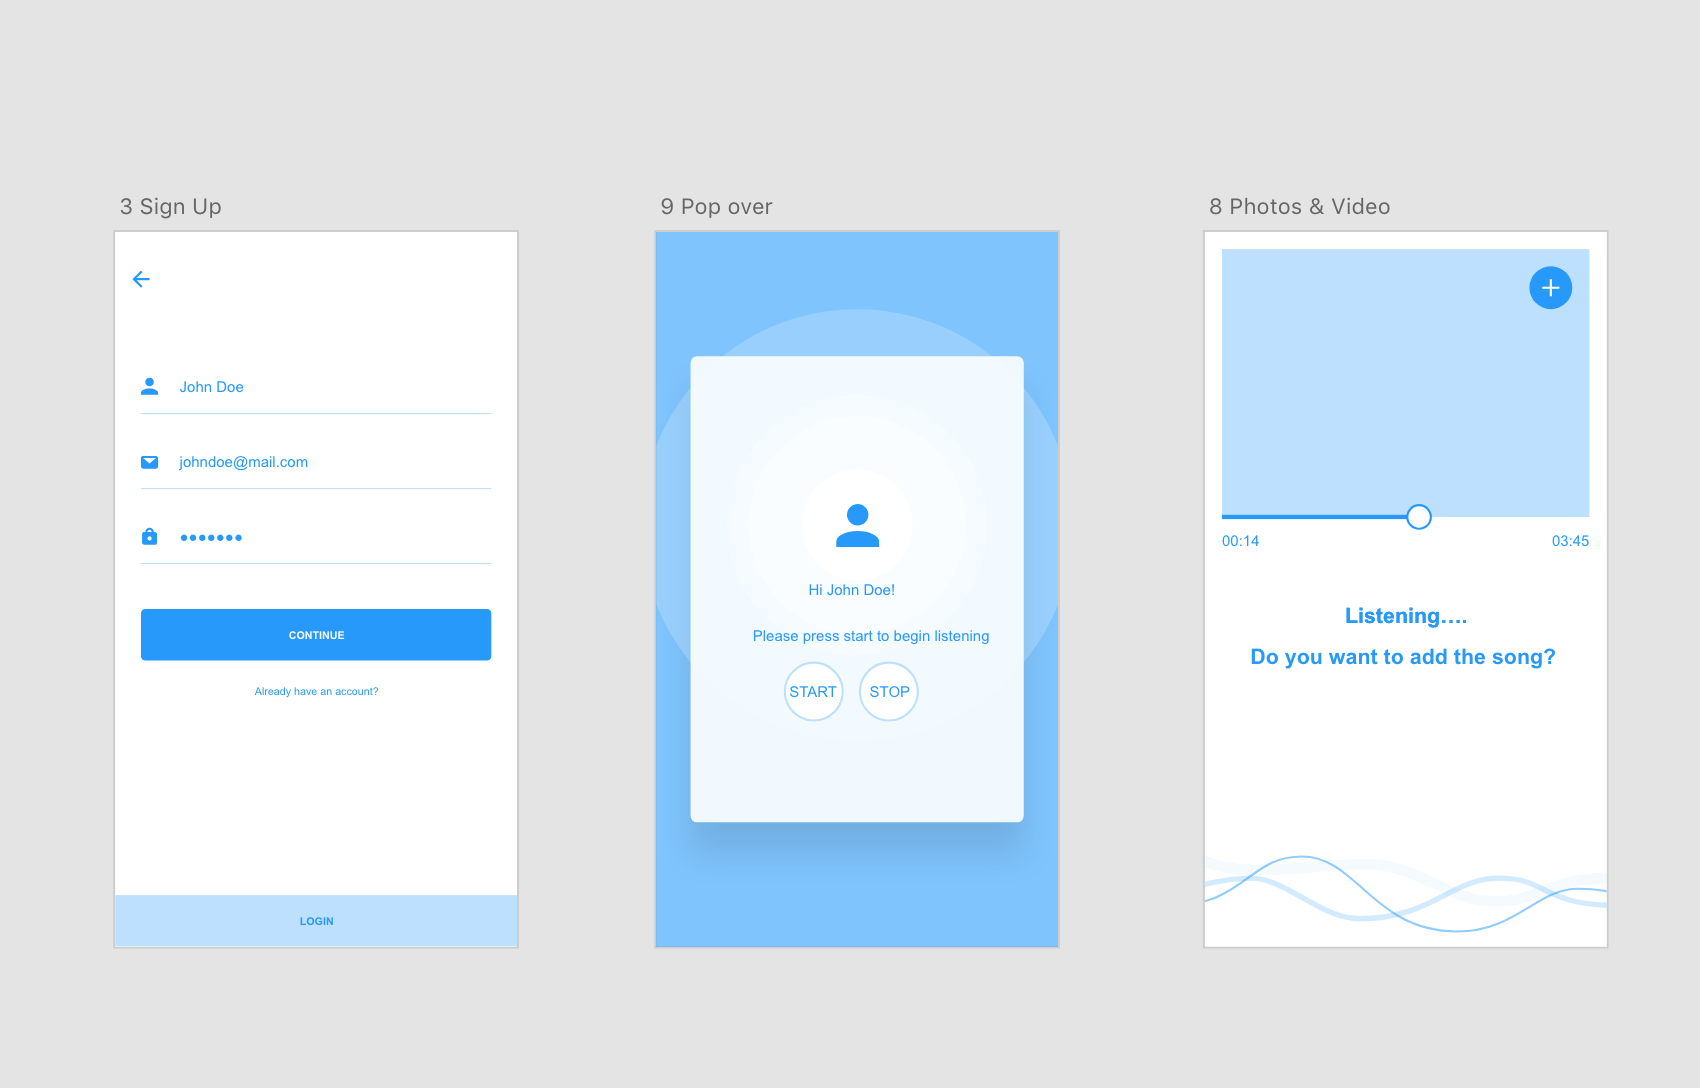 3 Sign Up
John Doe
johndoe@mail.com
•••••••
CONTINUE
Already have an account?
LOGIN
9 Pop over
Hi John Doe!
Please press start to begin listening
START STOP
8 Photos & Video
00:14 03:45
Listening....
Do you want to add the song?